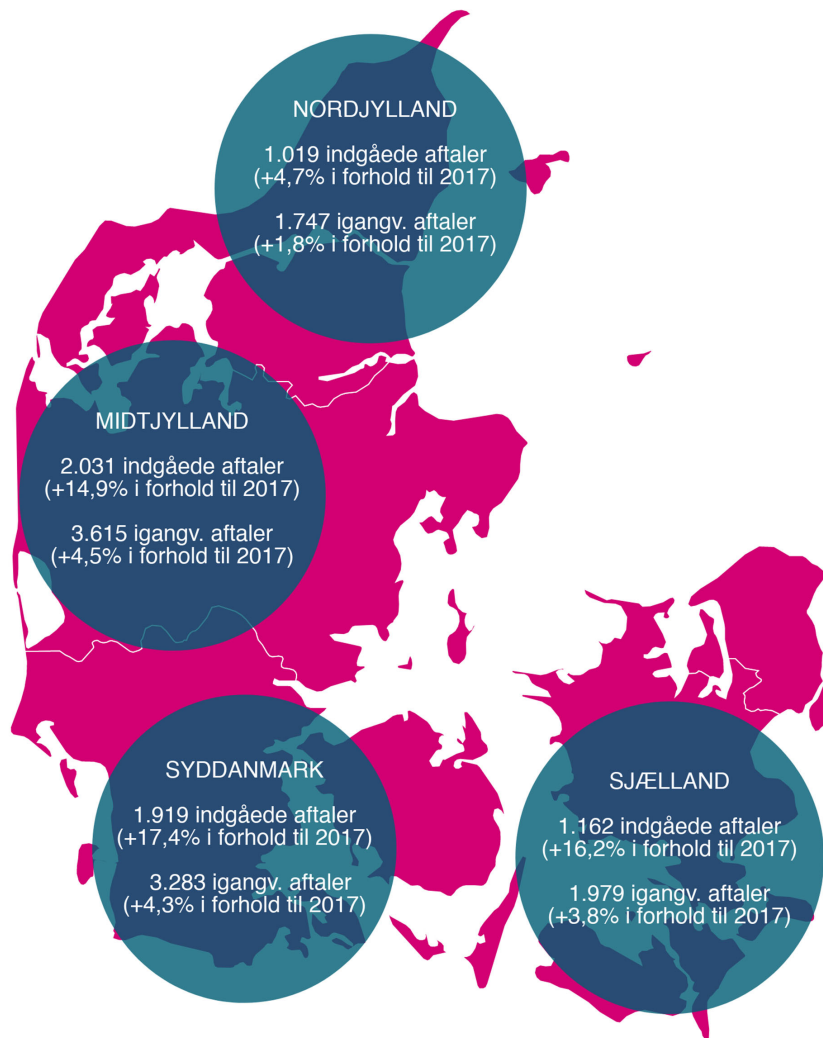 NORDJYLLAND
1.019 indgåede aftaler
(+4,7% i forhold til 2017)
1.747 igangv. aftaler
(+1,8% i forhold til 2017)
MIDTJYLLAND
2.031 indgåede aftaler
(+14,9% i forhold til 2017)
3.615 igangv. aftaler
(+4,5% i forhold til 2017)
SYDDANMARK
1.919 indgåede aftaler
(+17,4% i forhold til 2017)
3.283 igangv. aftaler
(+4,3% i forhold til 2017)
SJÆLLAND
1.162 indgåede aftaler
(+16,2% i forhold til 2017)
1.979 igangv. aftaler
(+3,8% i forhold til 2017)